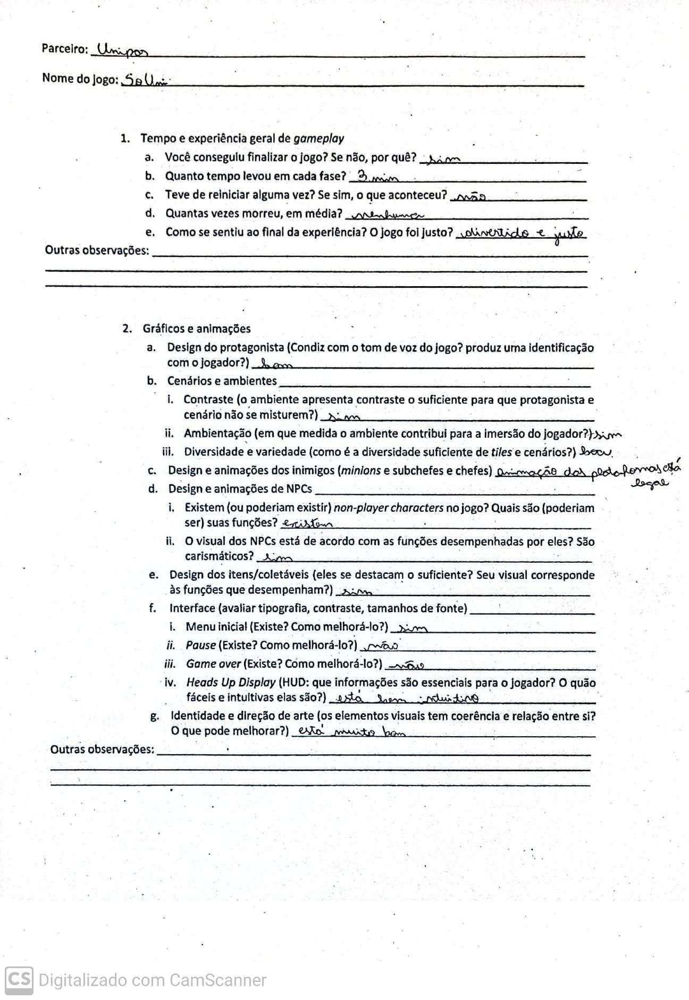 Parceiro: Unipos
Nome do jogo: SoUni
1. Tempo e experiência geral de gameplay
a. Você conseguiu finalizar o jogo? Se não, por quê? sim
b. Quanto tempo levou em cada fase? 3 min
c. Teve de reiniciar alguma vez? Se sim, o que aconteceu? não
d. Quantas vezes morreu, em média? nenhuma
e. Como se sentiu ao final da experiência? O jogo foi justo? divertido e justo
Outras observações:
2. Gráficos e animações
a. Design do protagonista (Condiz com o tom de voz do jogo? produz uma identificação
com o jogador?) bom
b. Cenários e ambientes
i. Contraste (o ambiente apresenta contraste o suficiente para que protagonista e
cenário não se misturem?) sim
ii. Ambientação (em que medida o ambiente contribui para a imersão do jogador?) sim
iii. Diversidade e variedade (como é a diversidade suficiente de tiles e cenários?)
c. Design e animações dos inimigos (minions e subchefes e chefes) animação das plataformas está
legal
d. Design e animações de NPCs
i. Existem (ou poderiam existir) non-player characters no jogo? Quais são (poderiam
ser) suas funções? existem
ii. O visual dos NPCs está de acordo com as funções desempenhadas por eles? São
carismáticos? sim
e. Design dos itens/coletáveis (eles se destacam o suficiente? Seu visual corresponde
às funções que desempenham?) sim
f. Interface (avaliar tipografia, contraste, tamanhos de fonte)
i. Menu inicial (Existe? Como melhorá-lo?) sim
ii. Pause (Existe? Como melhorá-lo?) não
iii. Game over (Existe? Como melhorá-lo?) não
iv. Heads Up Display (HUD: que informações são essenciais para o jogador? O quão
fáceis e intuitivas elas são?) está bem intuitivo
g. Identidade e direção de arte (os elementos visuais tem coerência e relação entre si?
O que pode melhorar?) está muito bom
Outras observações:
CS Digitalizado com CamScanner